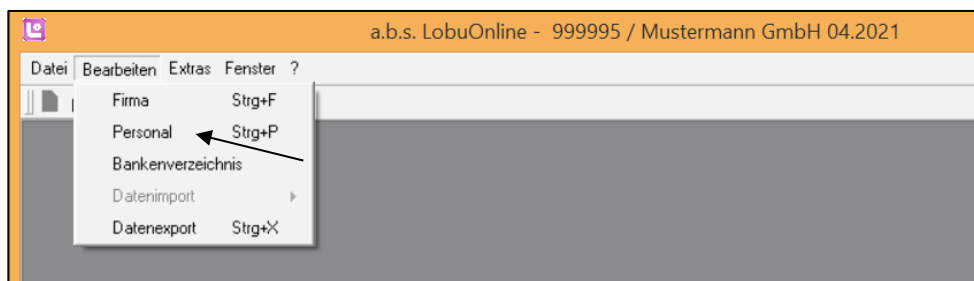 a.b.s. LobuOnline - 999995 / Mustermann GmbH 04.2021
Datei Bearbeiten Extras Fenster ?
Firma Strg+F
Personal Strg+P
Bankenverzeichnis
Datenimport
Datenexport Strg+X